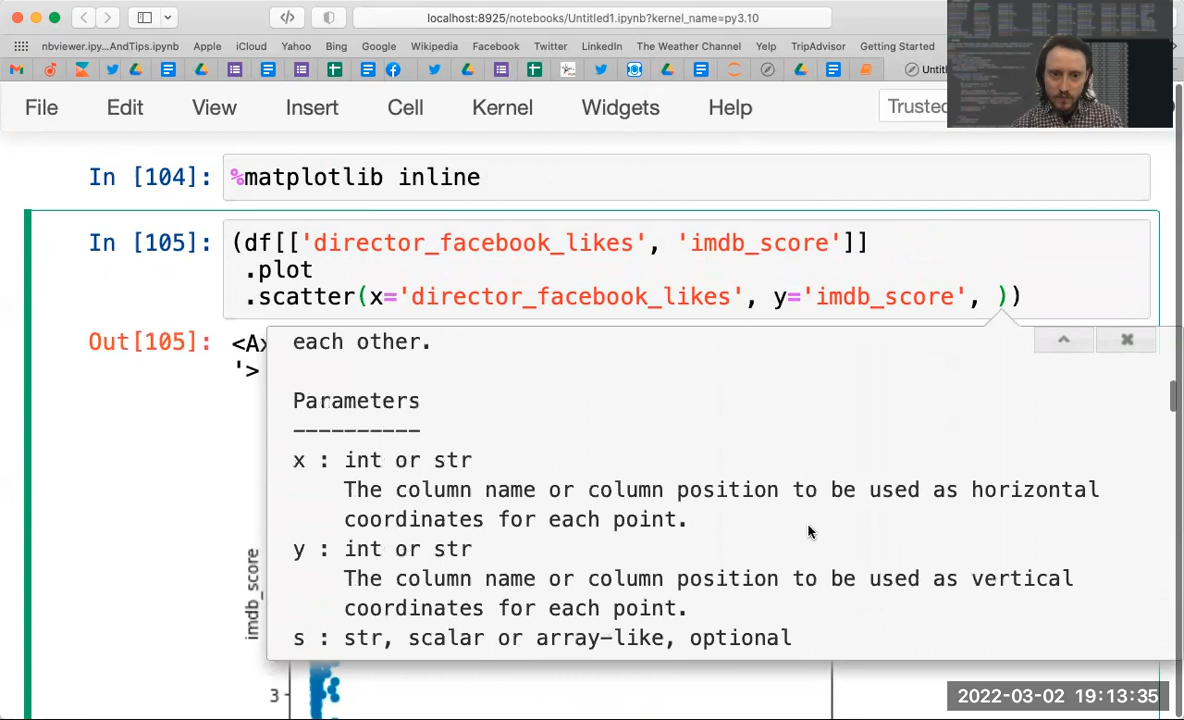 localhost:8925/notebooks/Untitled1.ipynb?kernel_name=py3.10
nbviewer.ipy...AndTips.ipynb Apple iCloud Yahoo Bing Google Wikipedia Facebook Twitter LinkedIn The Weather Channel Yelp TripAdvisor Getting Started
File Edit View Insert Cell Kernel Widgets Help Trusted
In [104]: %matplotlib inline
In [105]: (df[['director_facebook_likes', 'imdb_score']]
.plot
.scatter(x='director_facebook_likes', y='imdb_score', ))
Out[105]: <Ax
'>
each other.
Parameters
----------
x : int or str
The column name or column position to be used as horizontal
coordinates for each point.
y : int or str
The column name or column position to be used as vertical
coordinates for each point.
s : str, scalar or array-like, optional
imdb_score
3
2022-03-02 19:13:35